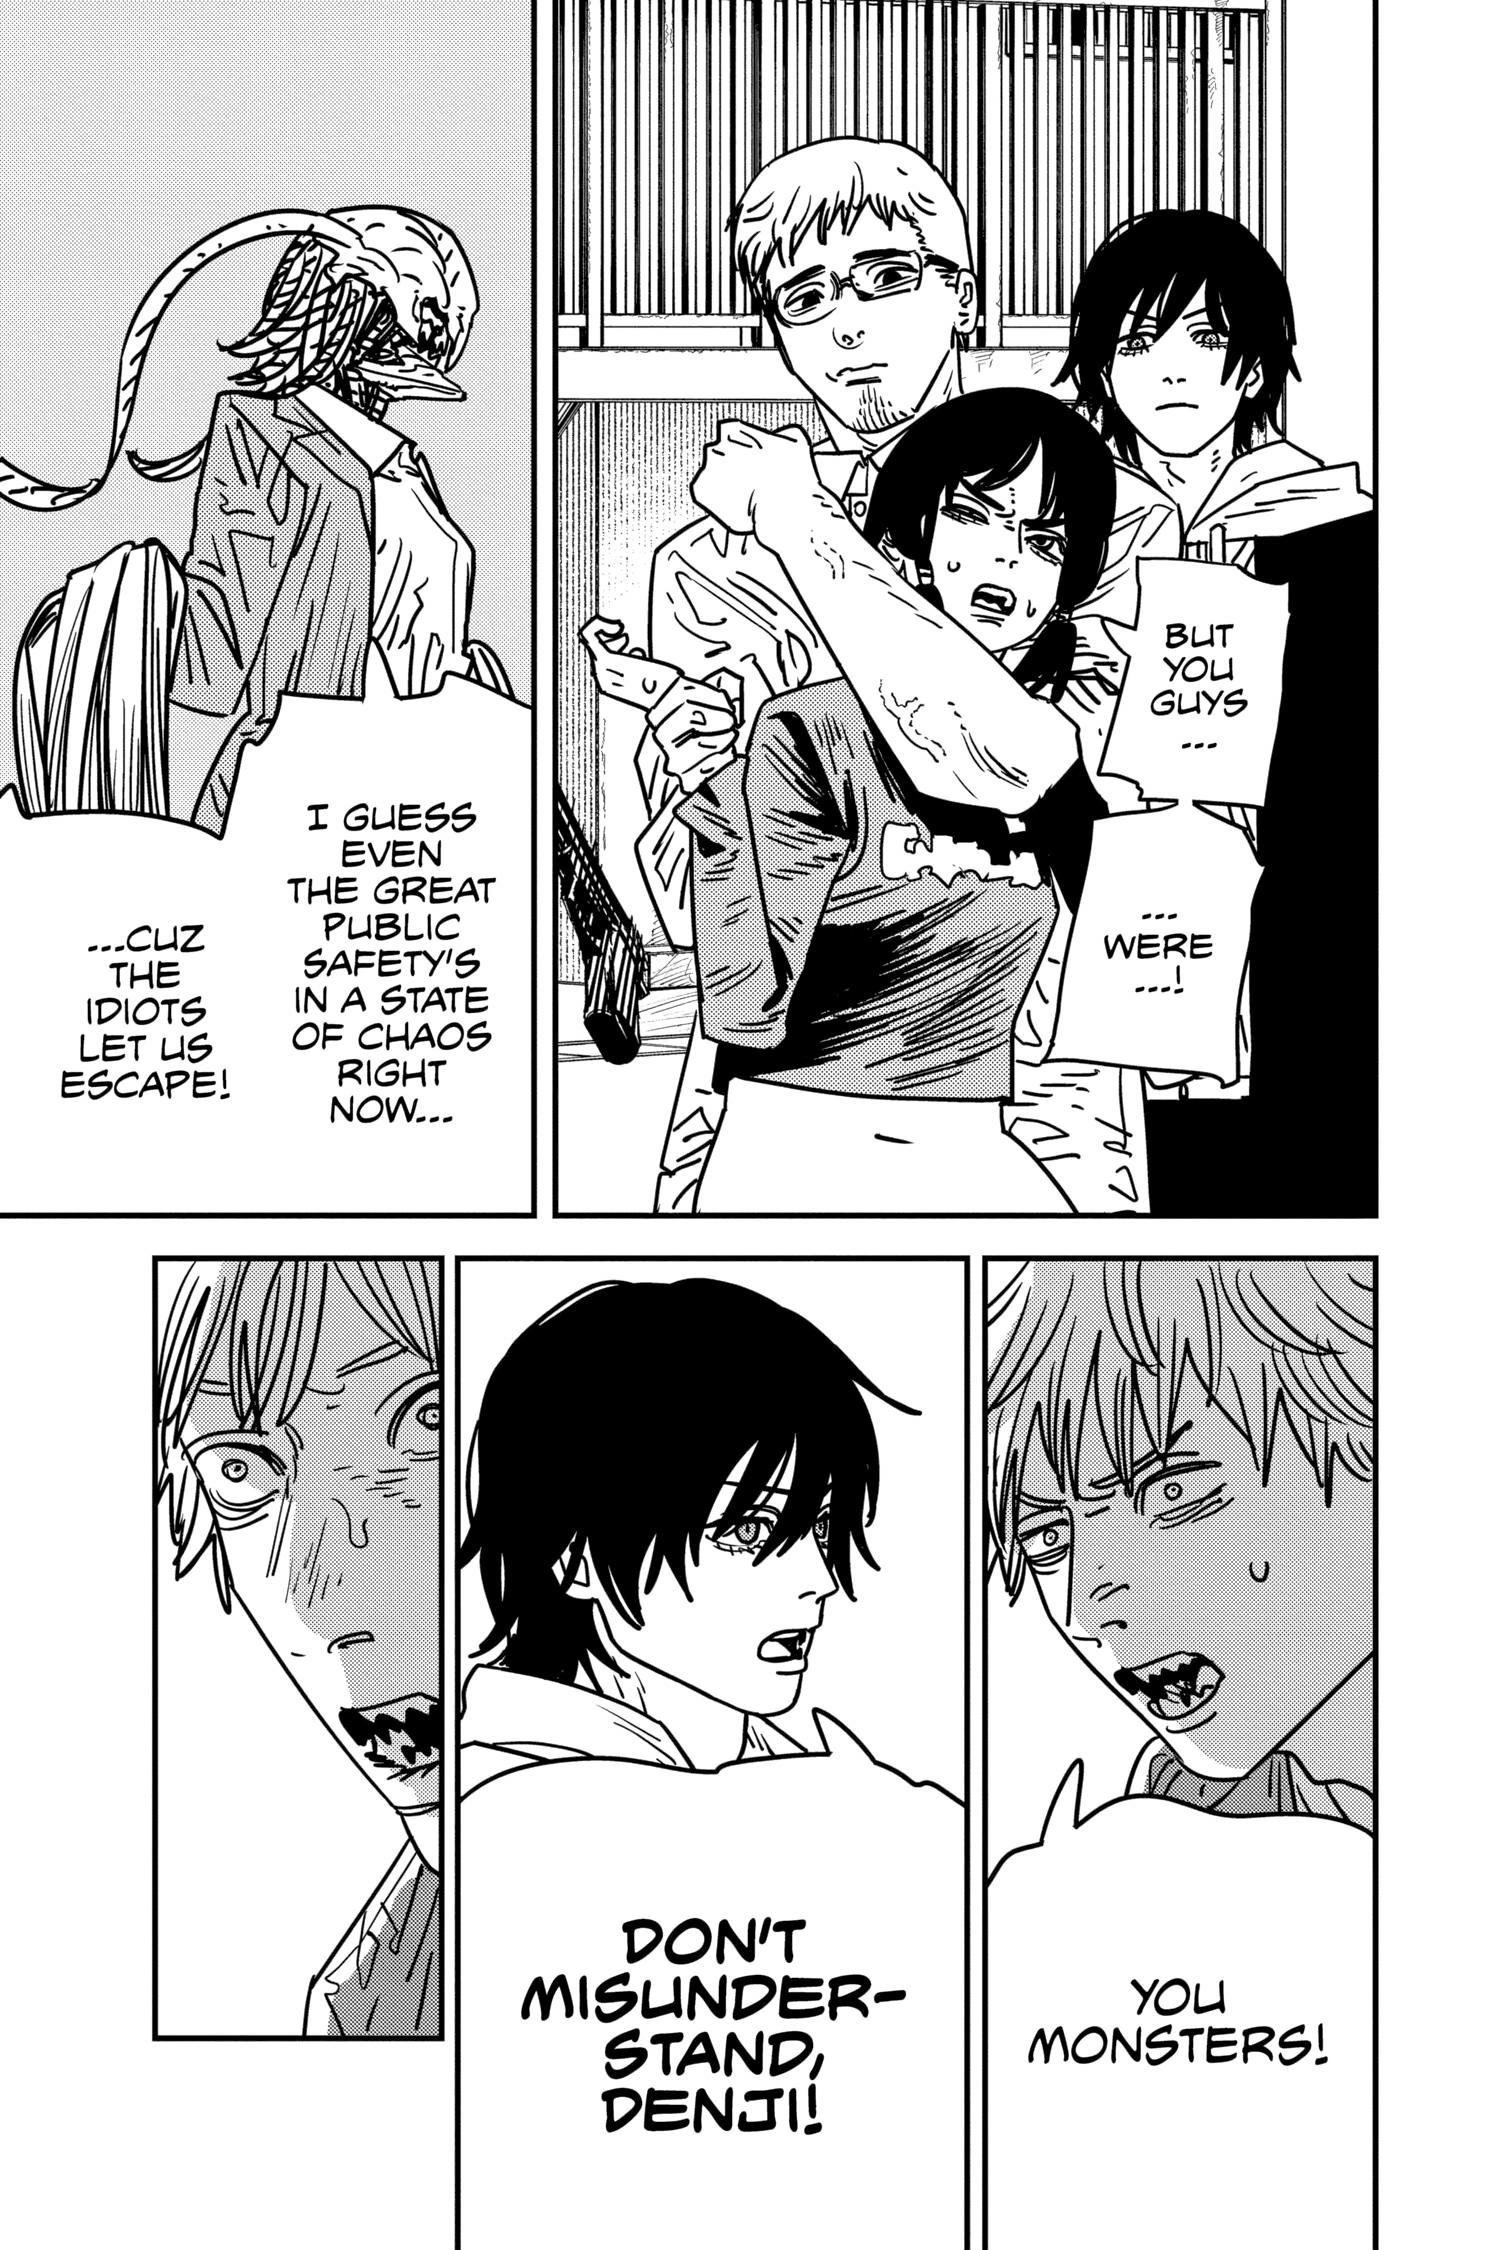 BUT
YOU
GUYS
...
...
WERE
...!
I GUESS
EVEN
THE GREAT
PUBLIC
SAFETY'S
IN A STATE
OF CHAOS
RIGHT
NOW...
...CUZ
THE
IDIOTS
LET US
ESCAPE!
YOU
MONSTERS!
DON'T
MISUNDER-
STAND,
DENJI!